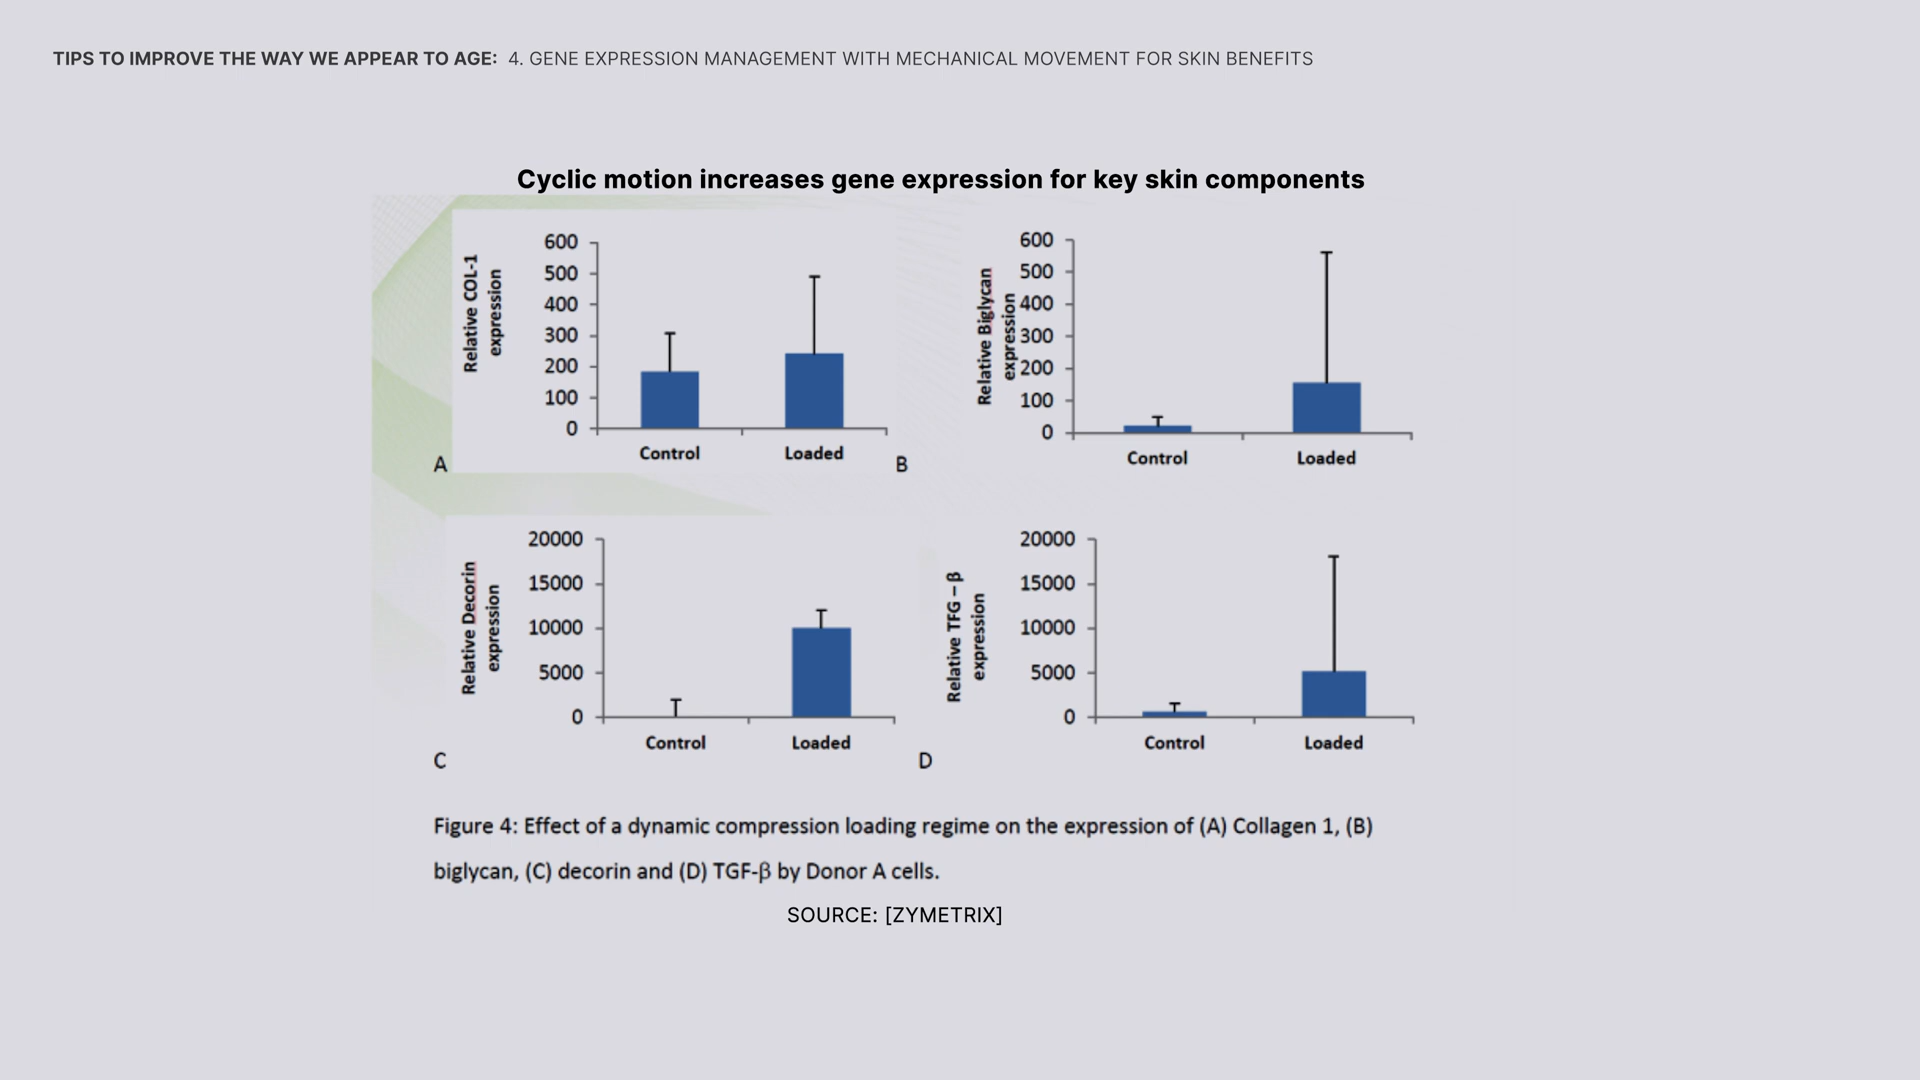 TIPS TO IMPROVE THE WAY WE APPEAR TO AGE: 4. GENE EXPRESSION MANAGEMENT WITH MECHANICAL MOVEMENT FOR SKIN BENEFITS
Cyclic motion increases gene expression for key skin components
Relative COL-1
expression
600
500
400
300
200
100
0
Control
Loaded
A
Relative Biglycan
expression
600
500
400
300
200
100
0
Control
Loaded
B
Relative Decorin
expression
20000
15000
10000
5000
0
Control
Loaded
C
Relative TFG – β
expression
20000
15000
10000
5000
0
Control
Loaded
D
Figure 4: Effect of a dynamic compression loading regime on the expression of (A) Collagen 1, (B)
biglycan, (C) decorin and (D) TGF-β by Donor A cells.
SOURCE: [ZYMETRIX]